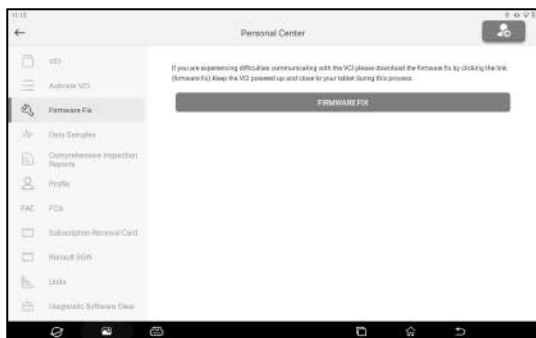 11:12
Personal Center
VCI
Activate VCI
If you are experiencing difficulties communicating with the VCI please download the firmware fix by clicking the link.
(firmware fix) Keep the VCI powered up and close to your tablet during this process.
Firmware Fix
FIRMWARE FIX
Data Samples
Comprehensive Inspection
Reports
Profile
FCA
Subscription Renewal Card
Renault SGW
Units
Diagnostic Software Clear